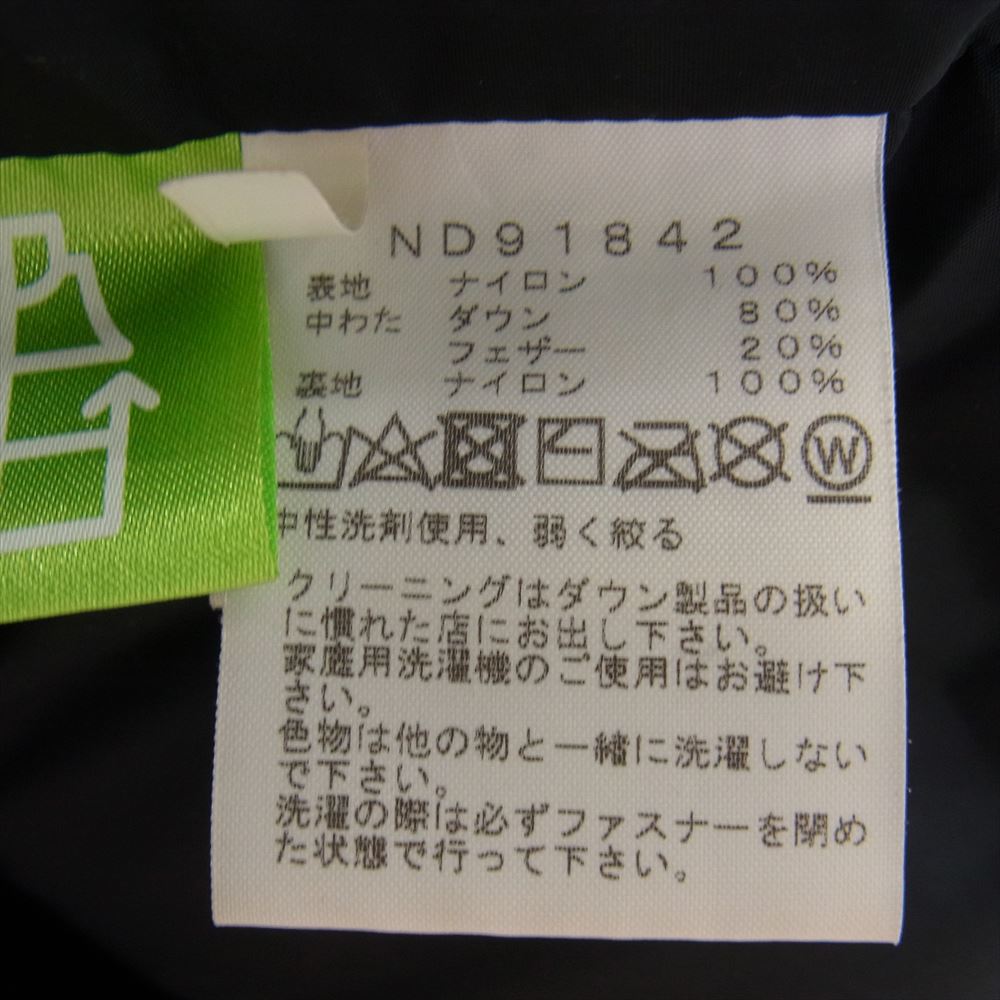 ND91842
表地 ナイロン 100%
中わた ダウン 80%
フェザー 20%
裏地 ナイロン 100%
W
中性洗剤使用、弱く絞る
クリーニングはダウン製品の扱い
に慣れた店にお出し下さい。
家庭用洗濯機のご使用はお避け下
さい。
色物は他の物と一緒に洗濯しない
で下さい。
洗濯の際は必ずファスナーを閉め
た状態で行って下さい。